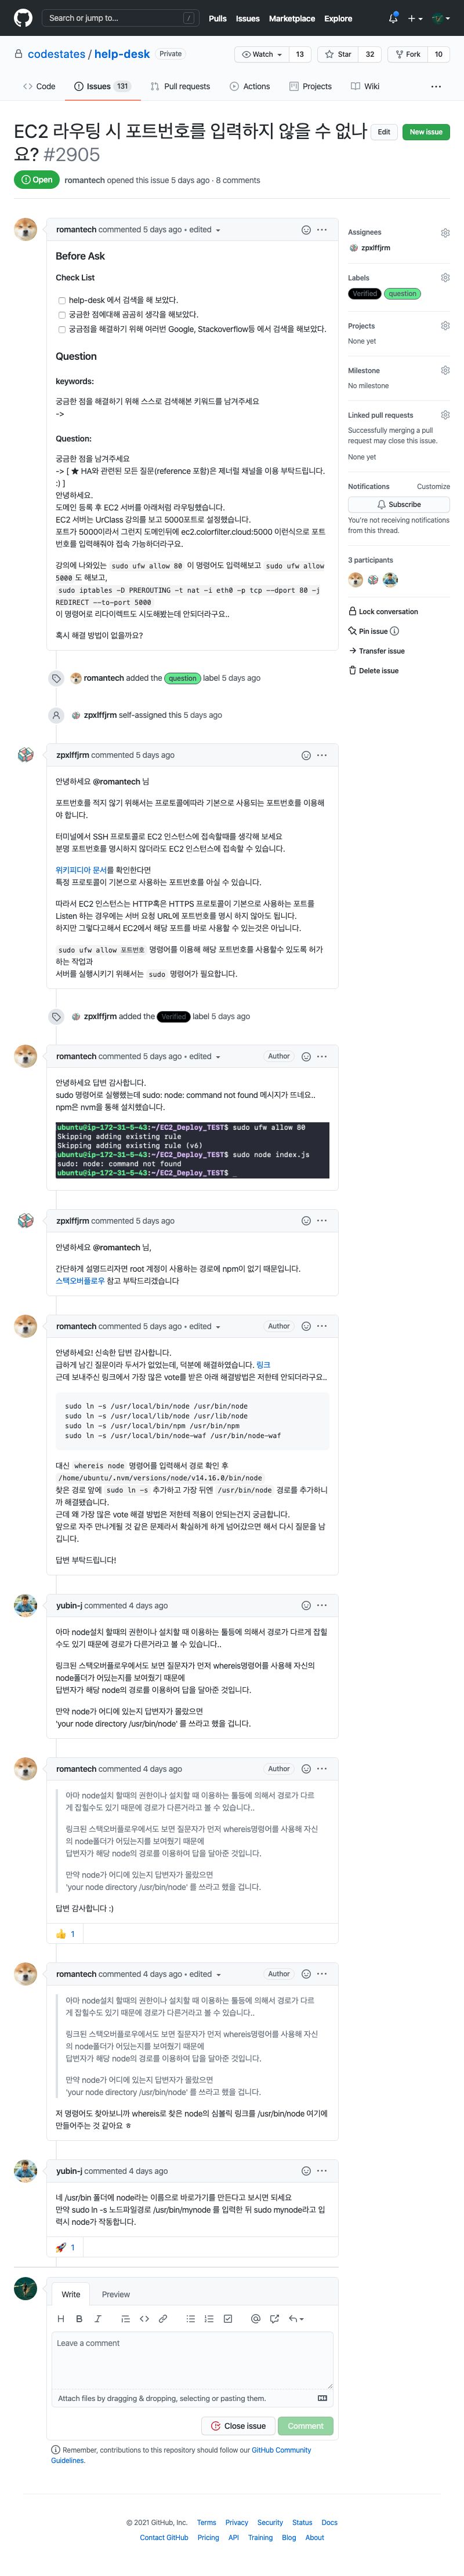 Search or jump to... /
Pulls Issues Marketplace Explore
codestates / help-desk Private
Watch 13 Star 32 Fork 10
Code Issues 131 Pull requests Actions Projects Wiki ...
EC2 라우팅 시 포트번호를 입력하지 않을 수 없나
요? #2905
Edit New issue
Open romantech opened this issue 5 days ago · 8 comments
romantech commented 5 days ago • edited
Before Ask
Check List
help-desk 에서 검색을 해 보았다.
궁금한 점에대해 곰곰히 생각을 해보았다.
궁금점을 해결하기 위해 여러번 Google, Stackoverflow등 에서 검색을 해보았다.
Question
keywords:
궁금한 점을 해결하기 위해 스스로 검색해본 키워드를 남겨주세요
->
Question:
궁금한 점을 남겨주세요
-> [ ★ HA와 관련된 모든 질문(reference 포함)은 제너럴 채널을 이용 부탁드립니다.
:) ]
안녕하세요.
도메인 등록 후 EC2 서버를 아래처럼 라우팅했습니다.
EC2 서버는 UrClass 강의를 보고 5000포트로 설정했습니다.
포트가 5000이라서 그런지 도메인뒤에 ec2.colorfilter.cloud:5000 이런식으로 포트
번호를 입력해줘야 접속 가능하더라구요.
강의에 나와있는 sudo ufw allow 80 이 명령어도 입력해보고 sudo ufw allow
5000 도 해보고,
sudo iptables -D PREROUTING -t nat -i eth0 -p tcp --dport 80 -j
REDIRECT --to-port 5000
이 명령어로 리다이렉트도 시도해봤는데 안되더라구요..
혹시 해결 방법이 없을까요?
Assignees
zpxlffjrm
Labels
Verified question
Projects
None yet
Milestone
No milestone
Linked pull requests
Successfully merging a pull
request may close this issue.
None yet
Notifications Customize
Subscribe
You're not receiving notifications
from this thread.
3 participants
Lock conversation
Pin issue
Transfer issue
Delete issue
romantech added the question label 5 days ago
zpxlffjrm self-assigned this 5 days ago
zpxlffjrm commented 5 days ago
안녕하세요 @romantech 님
포트번호를 적지 않기 위해서는 프로토콜에따라 기본으로 사용되는 포트번호를 이용해
야 합니다.
터미널에서 SSH 프로토콜로 EC2 인스턴스에 접속할때를 생각해 보세요
분명 포트번호를 명시하지 않더라도 EC2 인스턴스에 접속할 수 있습니다.
위키피디아 문서를 확인한다면
특정 프로토콜이 기본으로 사용하는 포트번호를 아실 수 있습니다.
따라서 EC2 인스턴스는 HTTP혹은 HTTPS 프로토콜이 기본으로 사용하는 포트를
Listen 하는 경우에는 서버 요청 URL에 포트번호를 명시 하지 않아도 됩니다.
하지만 그렇다고해서 EC2에서 해당 포트를 바로 사용할 수 있는것은 아닙니다.
sudo ufw allow 포트번호 명령어를 이용해 해당 포트번호를 사용할수 있도록 허가
하는 작업과
서버를 실행시키기 위해서는 sudo 명령어가 필요합니다.
zpxlffjrm added the Verified label 5 days ago
romantech commented 5 days ago • edited Author
안녕하세요 답변 감사합니다.
sudo 명령어로 실행했는데 sudo: node: command not found 메시지가 뜨네요..
npm은 nvm을 통해 설치했습니다.
ubuntu@ip-172-31-5-43:~/EC2_Deploy_TEST$ sudo ufw allow 80
Skipping adding existing rule
Skipping adding existing rule (v6)
ubuntu@ip-172-31-5-43:~/EC2_Deploy_TEST$ sudo node index.js
sudo: node: command not found
ubuntu@ip-172-31-5-43:~/EC2_Deploy_TEST$ _
zpxlffjrm commented 5 days ago
안녕하세요 @romantech 님,
간단하게 설명드리자면 root 계정이 사용하는 경로에 npm이 없기 때문입니다.
스택오버플로우 참고 부탁드리겠습니다
romantech commented 5 days ago • edited Author
안녕하세요! 신속한 답변 감사합니다.
급하게 남긴 질문이라 두서가 없었는데, 덕분에 해결하였습니다. 링크
근데 보내주신 링크에서 가장 많은 vote를 받은 아래 해결방법은 저한테 안되더라구요..
sudo ln -s /usr/local/bin/node /usr/bin/node
sudo ln -s /usr/local/lib/node /usr/lib/node
sudo ln -s /usr/local/bin/npm /usr/bin/npm
sudo ln -s /usr/local/bin/node-waf /usr/bin/node-waf
대신 whereis node 명령어를 입력해서 경로 확인 후
/home/ubuntu/.nvm/versions/node/v14.16.0/bin/node
찾은 경로 앞에 sudo ln -s 추가하고 가장 뒤엔 /usr/bin/node 경로를 추가하니
까 해결됐습니다.
근데 왜 가장 많은 vote 해결 방법은 저한테 적용이 안되는건지 궁금합니다.
앞으로 자주 만나게될 것 같은 문제라서 확실하게 하게 넘어갔으면 해서 다시 질문을 남
깁니다.
답변 부탁드립니다!
yubin-j commented 4 days ago
아마 node설치 할때의 권한이나 설치할 때 이용하는 툴등에 의해서 경로가 다르게 잡힐
수도 있기 때문에 경로가 다른거라고 볼 수 있습니다..
링크된 스택오버플로우에서도 보면 질문자가 먼저 whereis명령어를 사용해 자신의
node폴더가 어딨는지를 보여줬기 때문에
답변자가 해당 node의 경로를 이용하여 답을 달아준 것입니다.
만약 node가 어디에 있는지 답변자가 몰랐으면
'your node directory /usr/bin/node' 를 쓰라고 했을 겁니다.
romantech commented 4 days ago Author
아마 node설치 할때의 권한이나 설치할 때 이용하는 툴등에 의해서 경로가 다르
게 잡힐수도 있기 때문에 경로가 다른거라고 볼 수 있습니다..
링크된 스택오버플로우에서도 보면 질문자가 먼저 whereis명령어를 사용해 자신
의 node폴더가 어딨는지를 보여줬기 때문에
답변자가 해당 node의 경로를 이용하여 답을 달아준 것입니다.
만약 node가 어디에 있는지 답변자가 몰랐으면
'your node directory /usr/bin/node' 를 쓰라고 했을 겁니다.
답변 감사합니다 :)
👍 1
romantech commented 4 days ago • edited Author
아마 node설치 할때의 권한이나 설치할 때 이용하는 툴등에 의해서 경로가 다르
게 잡힐수도 있기 때문에 경로가 다른거라고 볼 수 있습니다..
링크된 스택오버플로우에서도 보면 질문자가 먼저 whereis명령어를 사용해 자신
의 node폴더가 어딨는지를 보여줬기 때문에
답변자가 해당 node의 경로를 이용하여 답을 달아준 것입니다.
만약 node가 어디에 있는지 답변자가 몰랐으면
'your node directory /usr/bin/node' 를 쓰라고 했을 겁니다.
저 명령어도 찾아보니까 whereis로 찾은 node의 심볼릭 링크를 /usr/bin/node 여기에
만들어주는 것 같아요 ㅎ
yubin-j commented 4 days ago
네 /usr/bin 폴더에 node라는 이름으로 바로가기를 만든다고 보시면 되세요
만약 sudo ln -s 노드파일경로 /usr/bin/mynode 를 입력한 뒤 sudo mynode라고 입
력시 node가 작동합니다.
🚀 1
Write Preview
Leave a comment
Attach files by dragging & dropping, selecting or pasting them.
Close issue Comment
Remember, contributions to this repository should follow our GitHub Community
Guidelines.
© 2021 GitHub, Inc. Terms Privacy Security Status Docs
Contact GitHub Pricing API Training Blog About